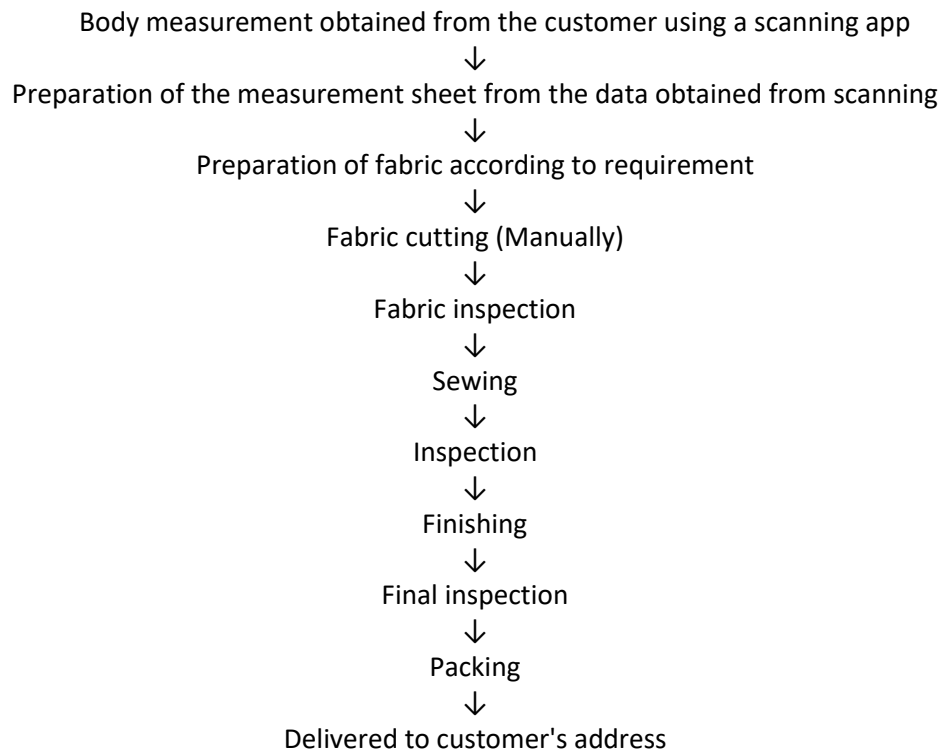 Body measurement obtained from the customer using a scanning app
↓
Preparation of the measurement sheet from the data obtained from scanning
↓
Preparation of fabric according to requirement
↓
Fabric cutting (Manually)
↓
Fabric inspection
↓
Sewing
↓
Inspection
↓
Finishing
↓
Final inspection
↓
Packing
↓
Delivered to customer's address